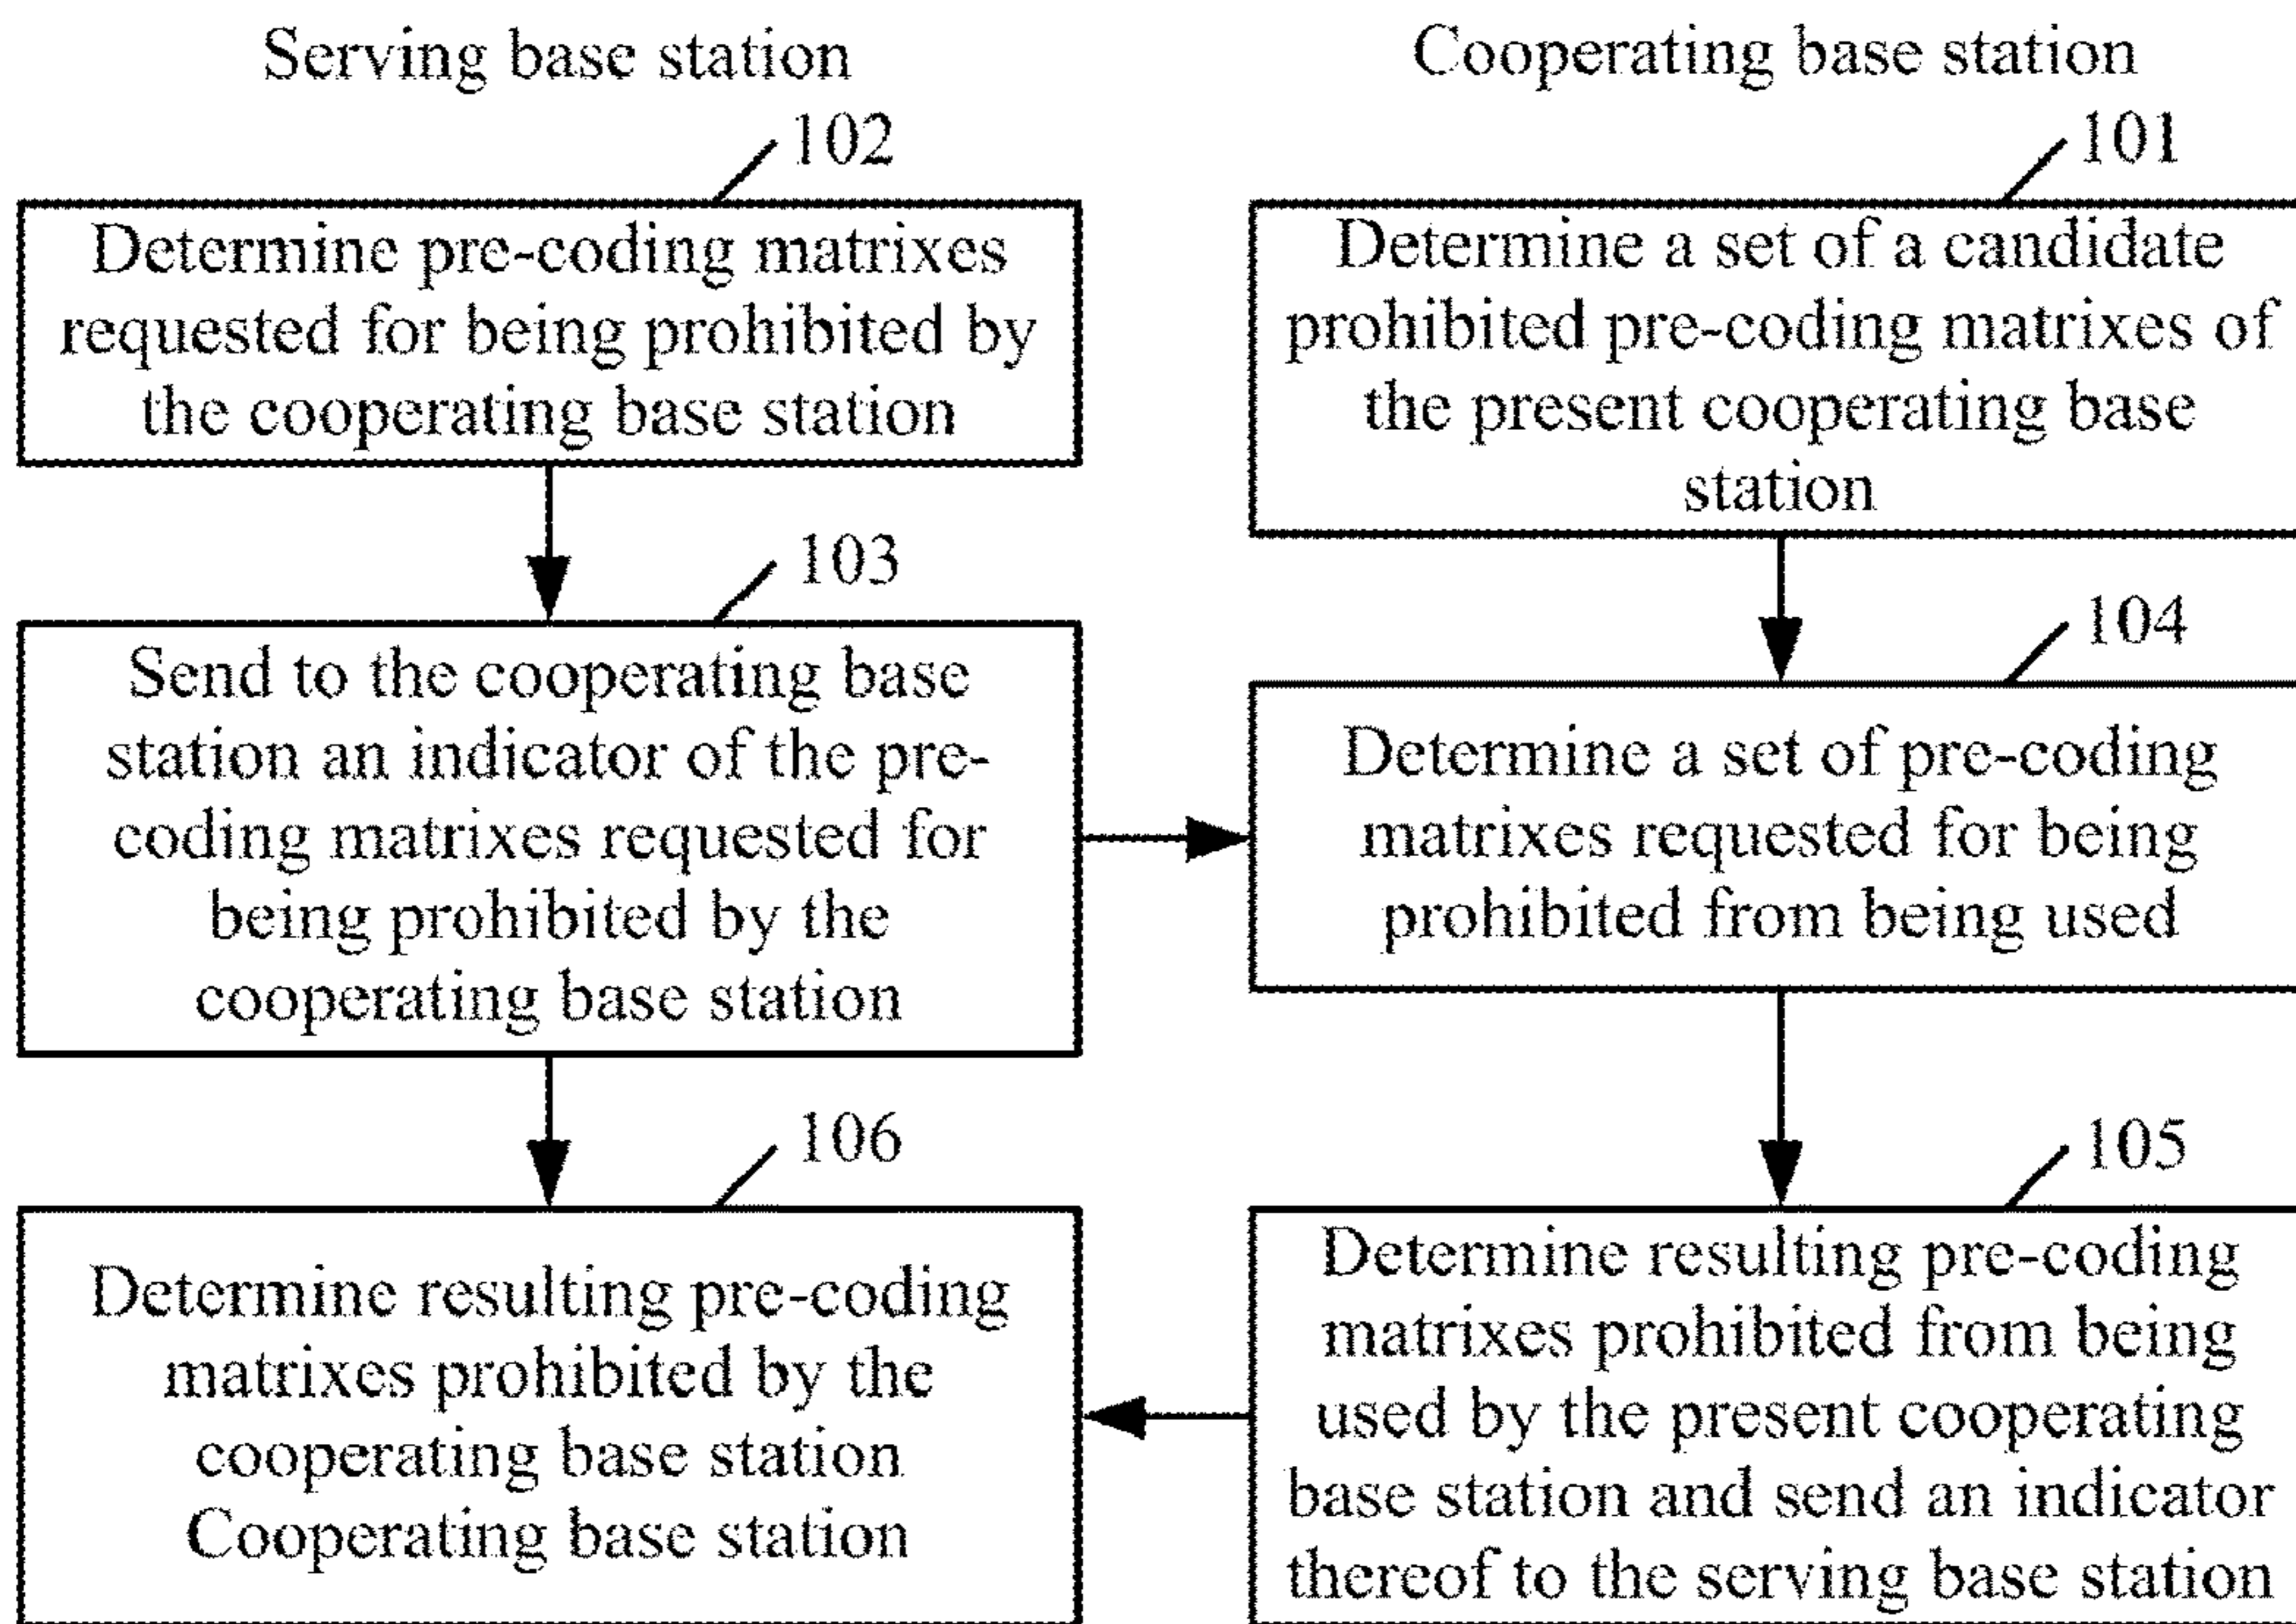 Serving base station
Cooperating base station
102
101
Determine pre-coding matrixes
requested for being prohibited by
the cooperating base station
Determine a set of a candidate
prohibited pre-coding matrixes of
the present cooperating base
station
103
104
Send to the cooperating base
station an indicator of the pre-
coding matrixes requested for
being prohibited by the
cooperating base station
Determine a set of pre-coding
matrixes requested for being
prohibited from being used
106
105
Determine resulting pre-coding
matrixes prohibited by the
cooperating base station
Cooperating base station
Determine resulting pre-coding
matrixes prohibited from being
used by the present cooperating
base station and send an indicator
thereof to the serving base station